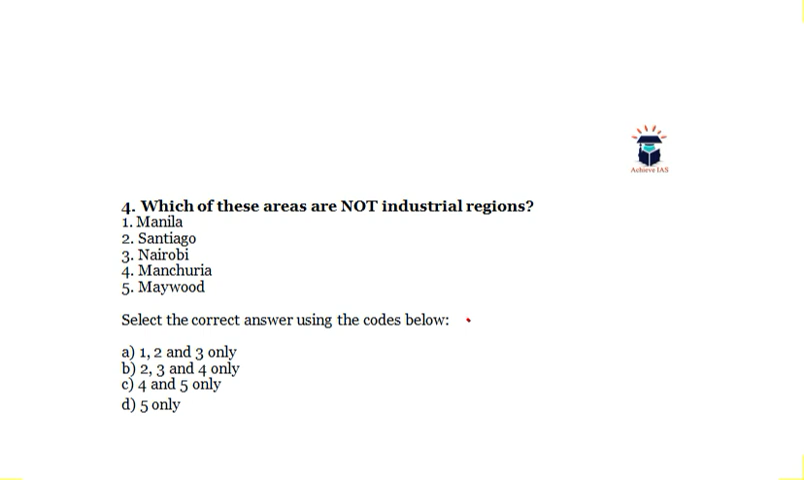 Achieve IAS
4. Which of these areas are NOT industrial regions?
1. Manila
2. Santiago
3. Nairobi
4. Manchuria
5. Maywood
Select the correct answer using the codes below:
a) 1, 2 and 3 only
b) 2, 3 and 4 only
c) 4 and 5 only
d) 5 only